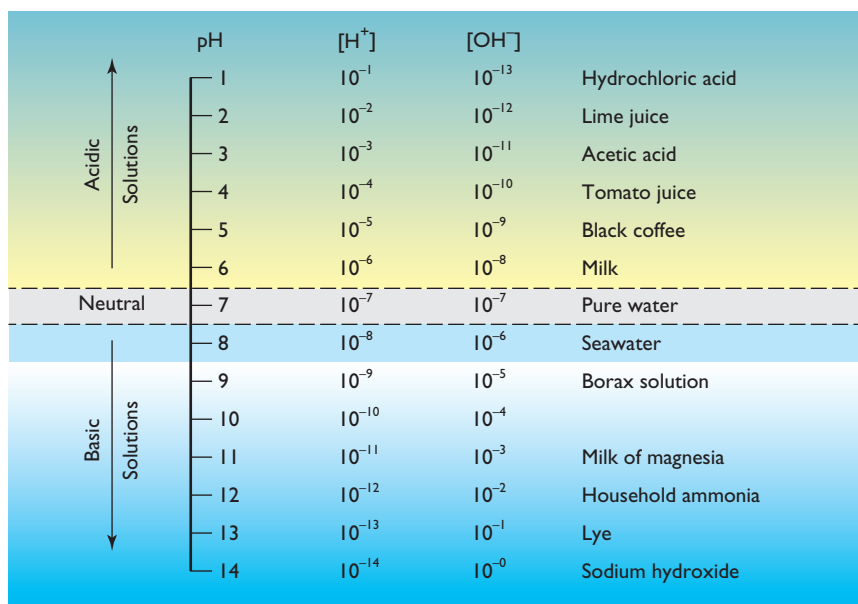 pH [H⁺] [OH⁻]
1 10⁻¹ 10⁻¹³ Hydrochloric acid
2 10⁻² 10⁻¹² Lime juice
3 10⁻³ 10⁻¹¹ Acetic acid
4 10⁻⁴ 10⁻¹⁰ Tomato juice
5 10⁻⁵ 10⁻⁹ Black coffee
6 10⁻⁶ 10⁻⁸ Milk
Acidic
Solutions
Neutral 7 10⁻⁷ 10⁻⁷ Pure water
8 10⁻⁸ 10⁻⁶ Seawater
9 10⁻⁹ 10⁻⁵ Borax solution
10 10⁻¹⁰ 10⁻⁴
11 10⁻¹¹ 10⁻³ Milk of magnesia
12 10⁻¹² 10⁻² Household ammonia
13 10⁻¹³ 10⁻¹ Lye
14 10⁻¹⁴ 10⁻⁰ Sodium hydroxide
Basic
Solutions